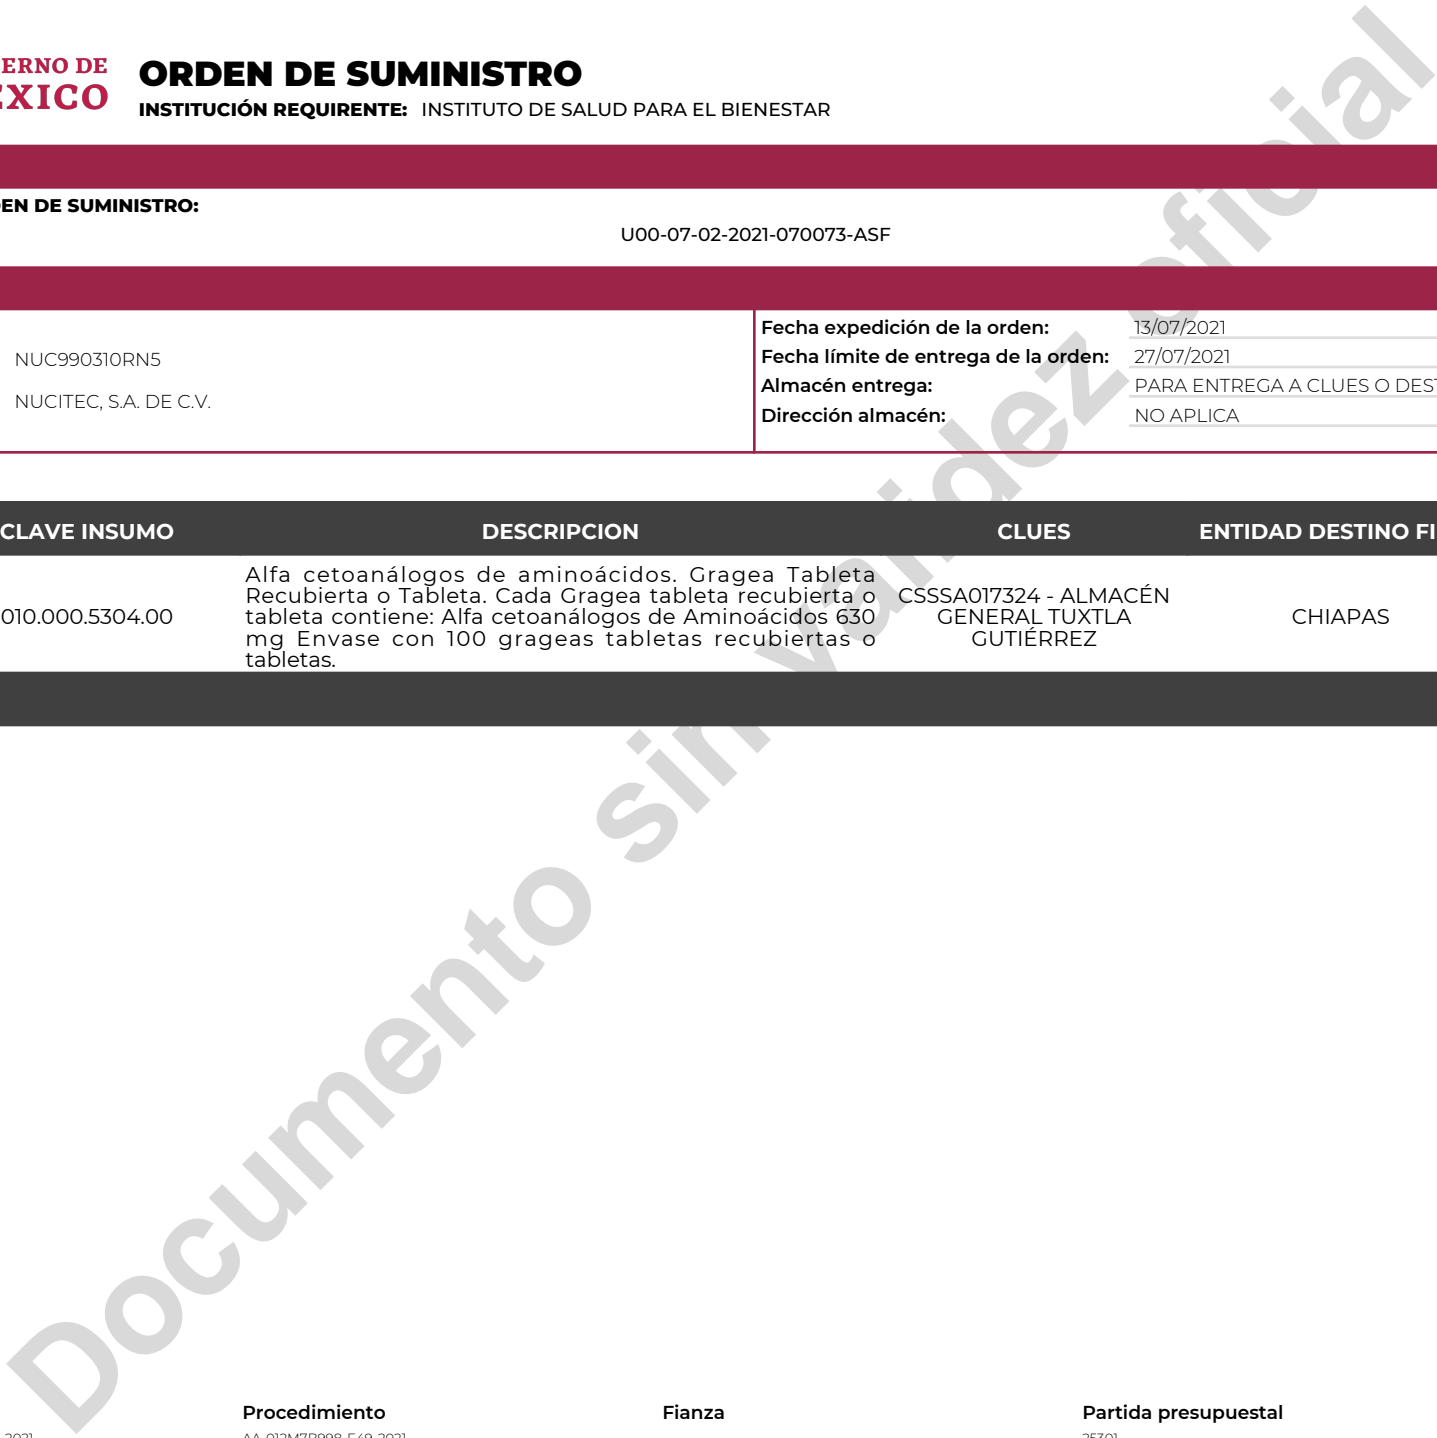 ERNO DE
EXICO
ORDEN DE SUMINISTRO
INSTITUCIÓN REQUIRENTE: INSTITUTO DE SALUD PARA EL BIENESTAR
EN DE SUMINISTRO:
U00-07-02-2021-070073-ASF
NUC990310RN5
NUCITEC, S.A. DE C.V.
Fecha expedición de la orden: 13/07/2021
Fecha límite de entrega de la orden: 27/07/2021
Almacén entrega: PARA ENTREGA A CLUES O DEST
Dirección almacén: NO APLICA
CLAVE INSUMO DESCRIPCION CLUES ENTIDAD DESTINO FI
010.000.5304.00
Alfa cetoanálogos de aminoácidos. Gragea Tableta
Recubierta o Tableta. Cada Gragea tableta recubierta o
tableta contiene: Alfa cetoanálogos de Aminoácidos 630
mg Envase con 100 grageas tabletas recubiertas o
tabletas.
CSSSA017324 - ALMACÉN
GENERAL TUXTLA
GUTIÉRREZ
CHIAPAS
Documento sin validez oficial
Procedimiento Fianza Partida presupuestal